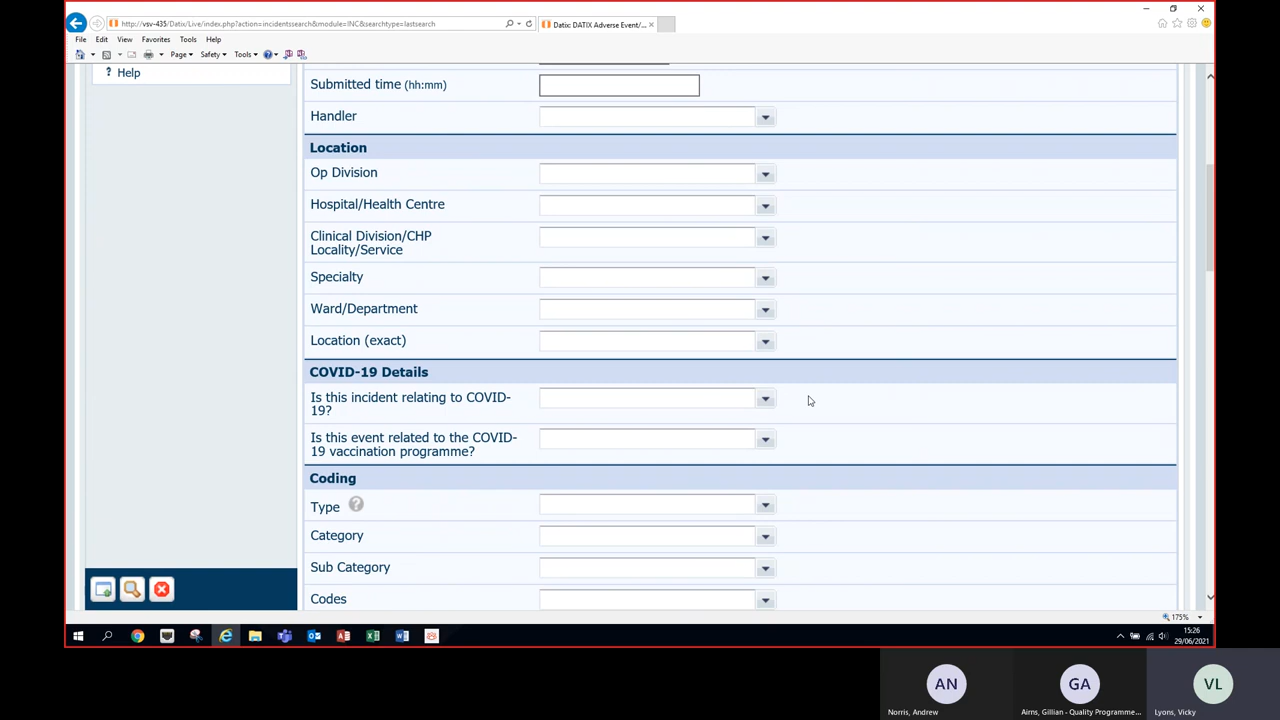 http://vsv-435/Datix/Live/index.php?action=incidentssearch&module=INC&searchtype=lastsearch
Datix: DATIX Adverse Event/...
File Edit View Favorites Tools Help
Page Safety Tools
? Help
Submitted time (hh:mm)
Handler
Location
Op Division
Hospital/Health Centre
Clinical Division/CHP
Locality/Service
Specialty
Ward/Department
Location (exact)
COVID-19 Details
Is this incident relating to COVID-
19?
Is this event related to the COVID-
19 vaccination programme?
Coding
Type ?
Category
Sub Category
Codes
175%
15:26
29/06/2021
AN
GA
VL
Norris, Andrew
Airns, Gillian - Quality Programme...
Lyons, Vicky